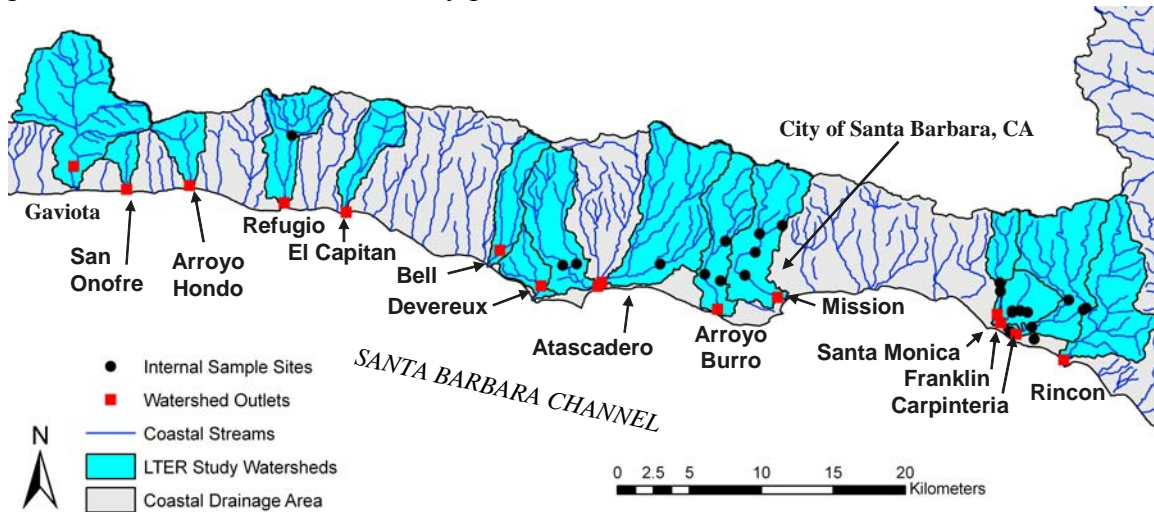 City of Santa Barbara, CA
Gaviota
San
Onofre
Arroyo
Hondo
Refugio
El Capitan
Bell
Devereux
Atascadero
Arroyo
Burro
Mission
Santa Monica
Franklin
Carpinteria
Rincon
SANTA BARBARA CHANNEL
Internal Sample Sites
Watershed Outlets
Coastal Streams
LTER Study Watersheds
Coastal Drainage Area
N
0 2.5 5 10 15 20
Kilometers